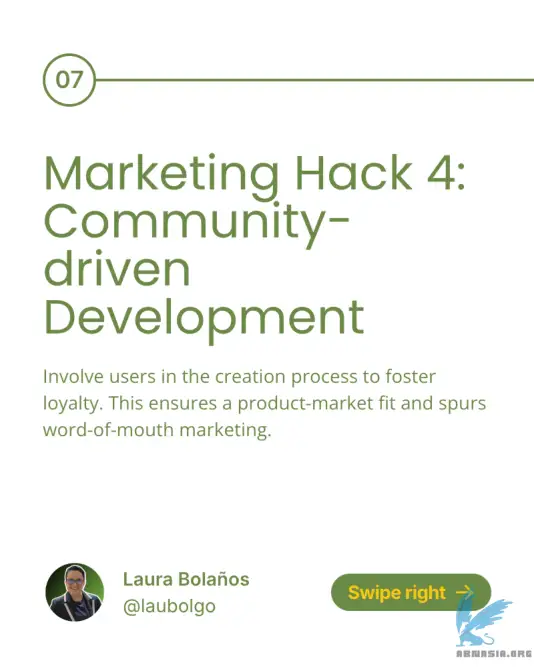 07
Marketing Hack 4:
Community-
driven
Development
Involve users in the creation process to foster
loyalty. This ensures a product-market fit and spurs
word-of-mouth marketing.
Laura Bolaños
@laubolgo
Swipe right →
ABNASIA.ORG